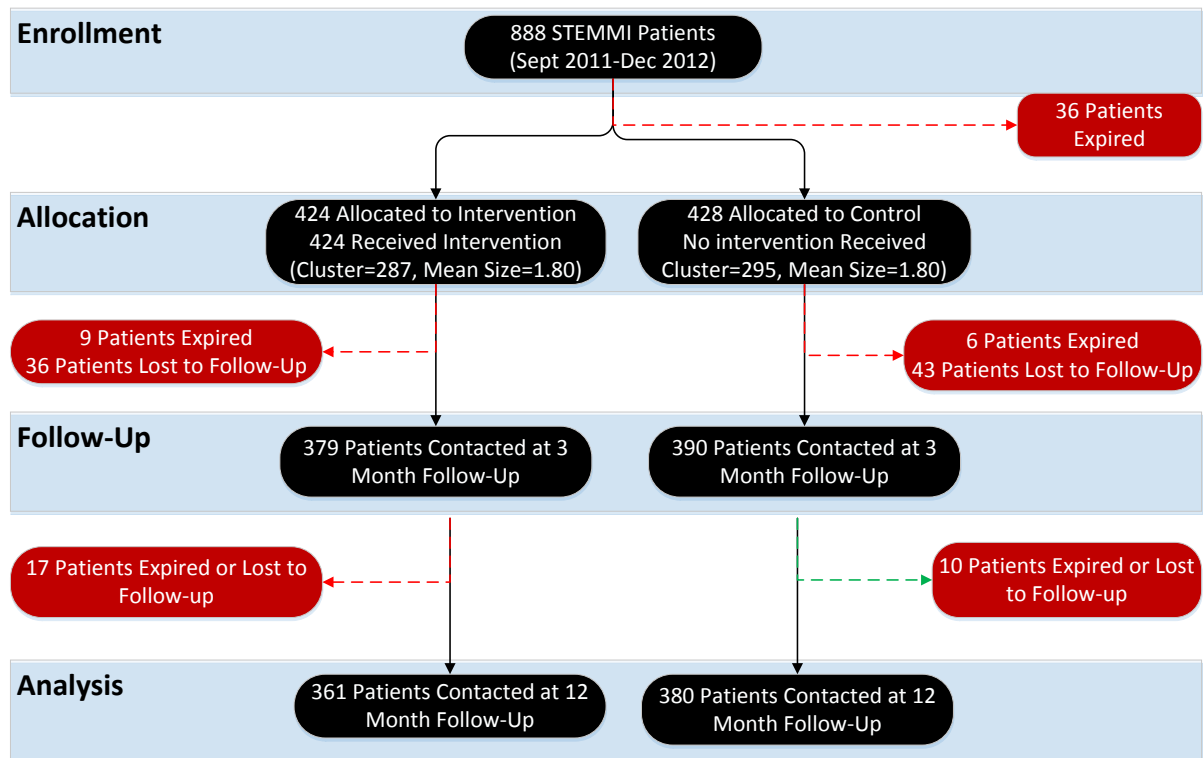 Enrollment
888 STEMMI Patients
(Sept 2011-Dec 2012)
36 Patients
Expired
Allocation
424 Allocated to Intervention
424 Received Intervention
(Cluster=287, Mean Size=1.80)
428 Allocated to Control
No intervention Received
Cluster=295, Mean Size=1.80)
9 Patients Expired
36 Patients Lost to Follow-Up
6 Patients Expired
43 Patients Lost to Follow-Up
Follow-Up
379 Patients Contacted at 3
Month Follow-Up
390 Patients Contacted at 3
Month Follow-Up
17 Patients Expired or Lost to
Follow-up
10 Patients Expired or Lost
to Follow-up
Analysis
361 Patients Contacted at 12
Month Follow-Up
380 Patients Contacted at 12
Month Follow-Up